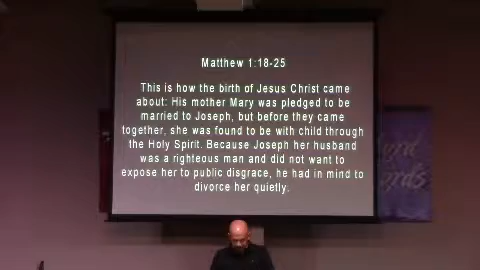 Matthew 1:18-25
This is how the birth of Jesus Christ came
about: His mother Mary was pledged to be
married to Joseph, but before they came
together, she was found to be with child through
the Holy Spirit. Because Joseph her husband
was a righteous man and did not want to
expose her to public disgrace, he had in mind to
divorce her quietly.